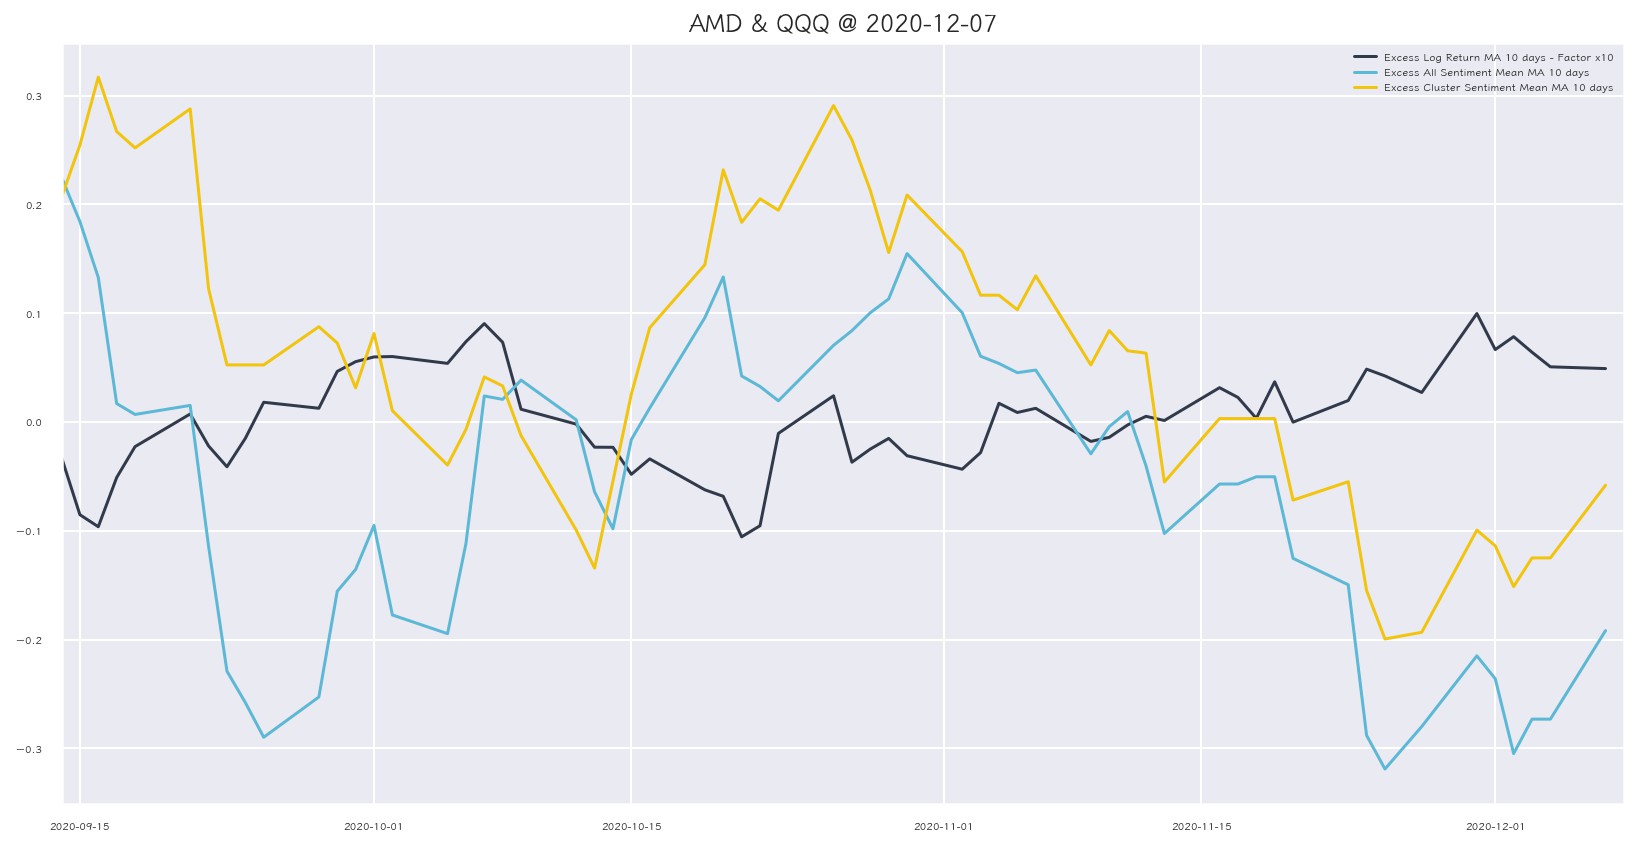 AMD & QQQ @ 2020-12-07
Excess Log Return MA 10 days - Factor x10
Excess All Sentiment Mean MA 10 days
Excess Cluster Sentiment Mean MA 10 days
0.3
0.2
0.1
0.0
−0.1
−0.2
−0.3
2020-09-15 2020-10-01 2020-10-15 2020-11-01 2020-11-15 2020-12-01